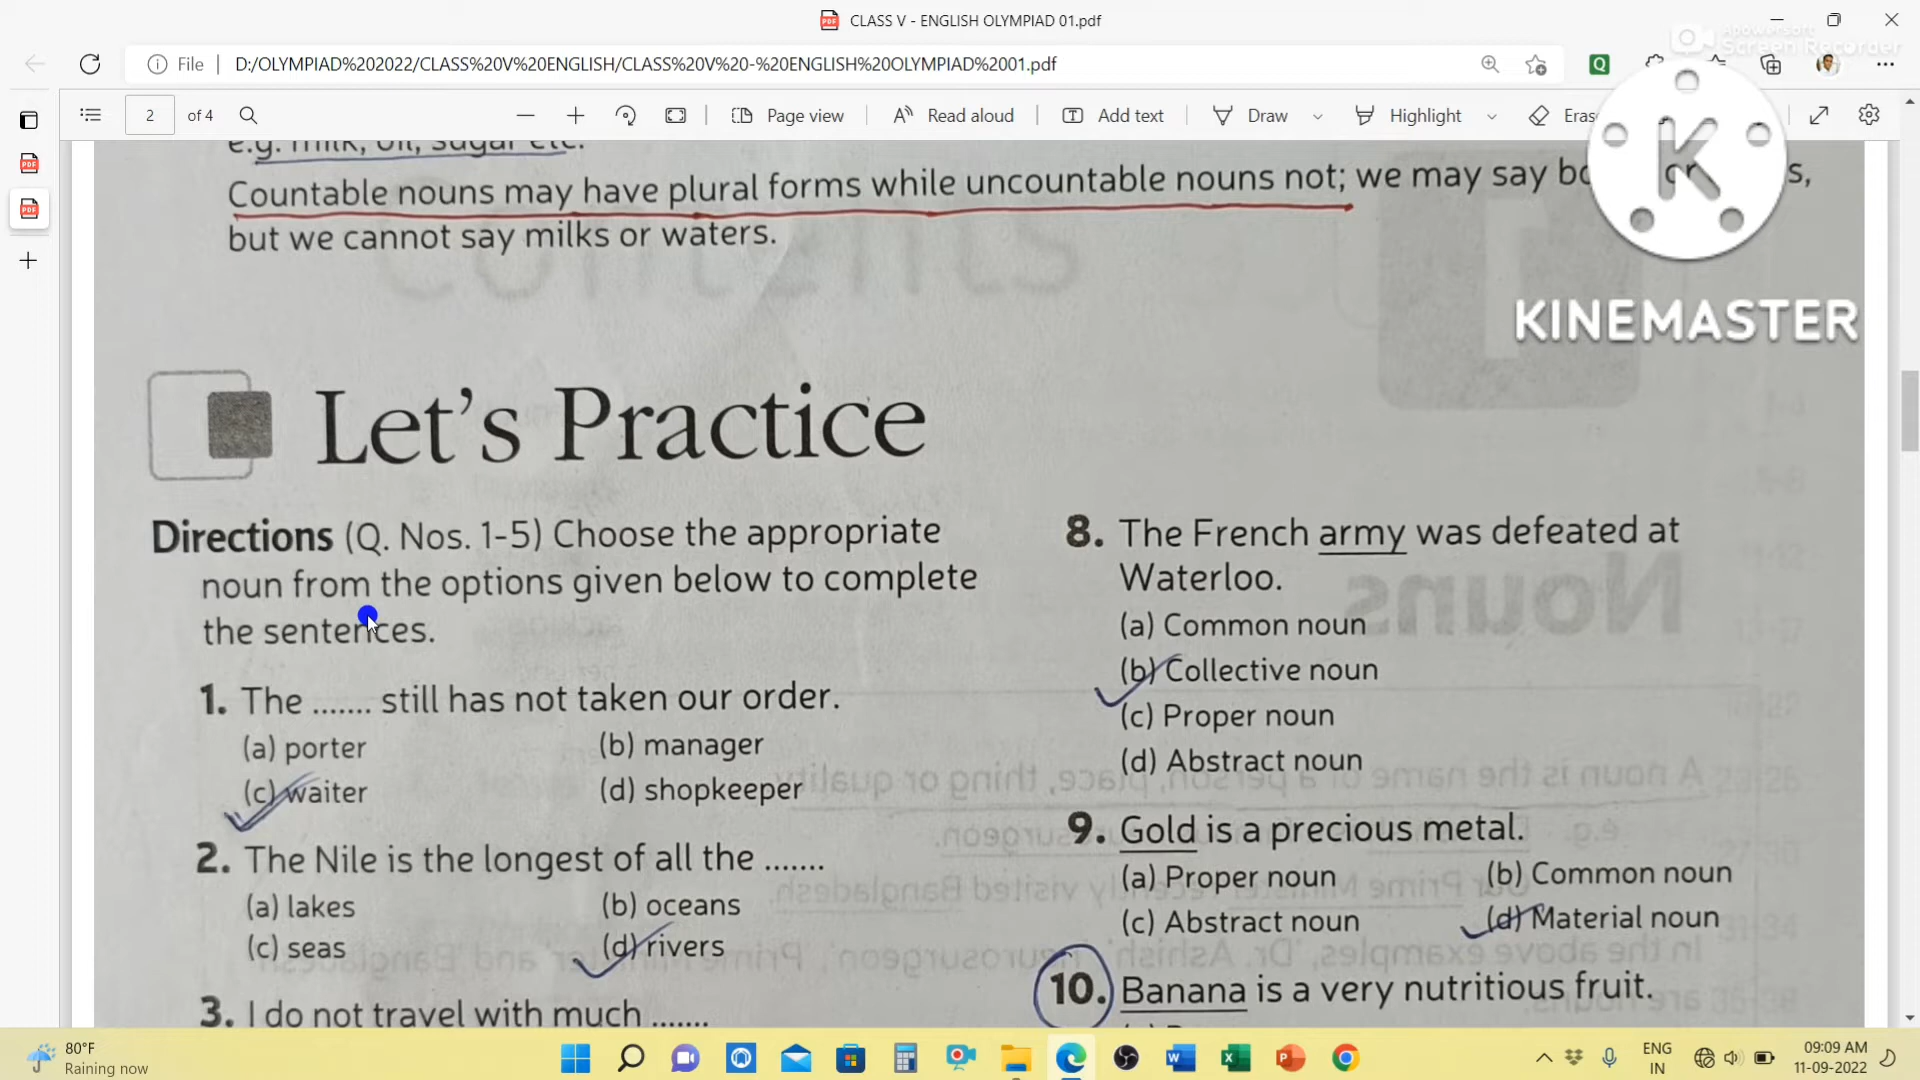 CLASS V - ENGLISH OLYMPIAD 01.pdf
Apowersoft
Screen Recorder
File
D:/OLYMPIAD%202022/CLASS%20V%20ENGLISH/CLASS%20V%20-%20ENGLISH%20OLYMPIAD%2001.pdf
2 of 4
Page view
Read aloud
Add text
Draw
Highlight
e.g. milk, oil, sugar etc.
Countable nouns may have plural forms while uncountable nouns not; we may say
but we cannot say milks or waters.
K
KINEMASTER
Let's Practice
Directions (Q. Nos. 1-5) Choose the appropriate
noun from the options given below to complete
the sentences.
1. The ....... still has not taken our order.
(a) porter (b) manager
(c) waiter (d) shopkeeper
2. The Nile is the longest of all the .......
(a) lakes (b) oceans
(c) seas (d) rivers
3. I do not travel with much .......
8. The French army was defeated at
Waterloo.
(a) Common noun
(b) Collective noun
(c) Proper noun
(d) Abstract noun
9. Gold is a precious metal.
(a) Proper noun (b) Common noun
(c) Abstract noun (d) Material noun
10. Banana is a very nutritious fruit.
80°F
Raining now
ENG
IN
09:09 AM
11-09-2022